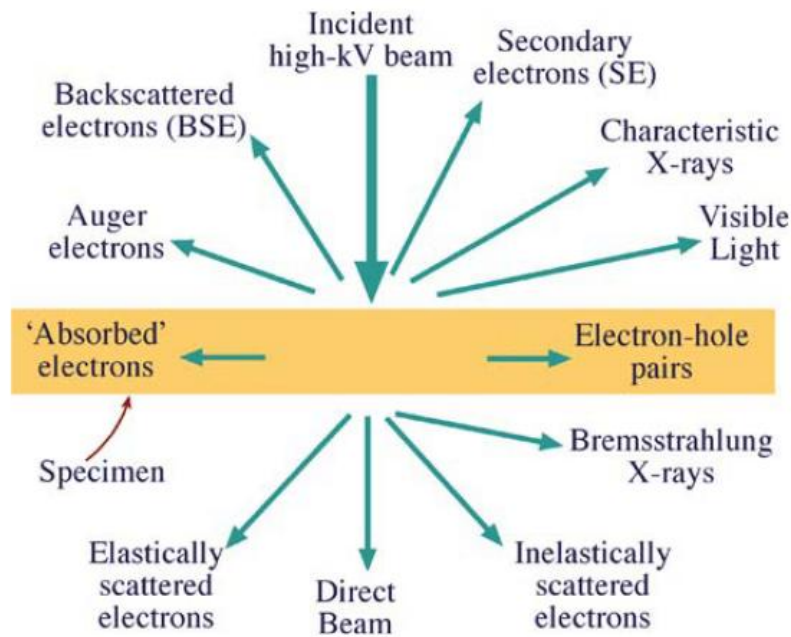 Incident
high-kV beam
Secondary
electrons (SE)
Backscattered
electrons (BSE)
Characteristic
X-rays
Auger
electrons
Visible
Light
‘Absorbed’
electrons
Electron-hole
pairs
Specimen
Bremsstrahlung
X-rays
Elastically
scattered
electrons
Direct
Beam
Inelastically
scattered
electrons